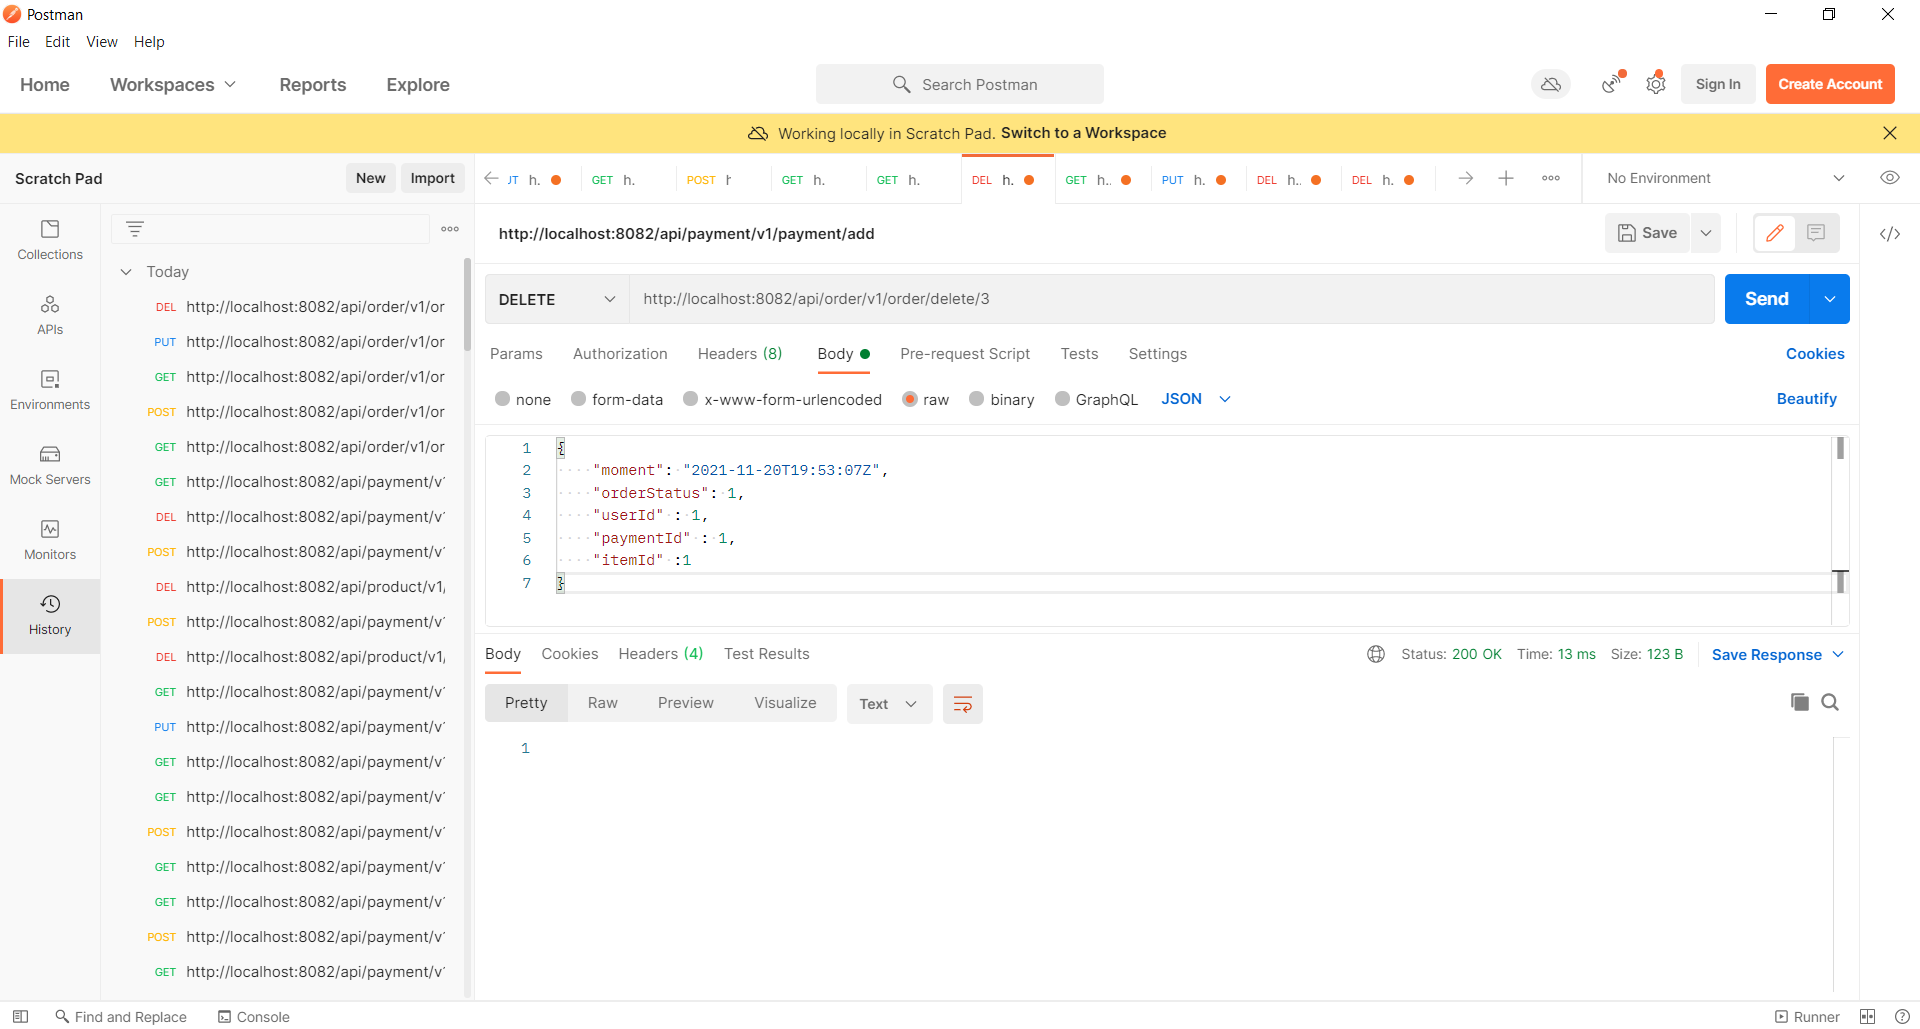 Postman
File Edit View Help
Home Workspaces Reports Explore Search Postman Sign In Create Account
Working locally in Scratch Pad. Switch to a Workspace
Scratch Pad New Import
JT h. GET h. POST h GET h. GET h. DEL h. GET h.. PUT h. DEL h.. DEL h. No Environment
Collections
APIs
Environments
Mock Servers
Monitors
History
Today
DEL http://localhost:8082/api/order/v1/or
PUT http://localhost:8082/api/order/v1/or
GET http://localhost:8082/api/order/v1/or
POST http://localhost:8082/api/order/v1/or
GET http://localhost:8082/api/order/v1/or
GET http://localhost:8082/api/payment/v1
DEL http://localhost:8082/api/payment/v1
POST http://localhost:8082/api/payment/v1
DEL http://localhost:8082/api/product/v1/
POST http://localhost:8082/api/payment/v1
DEL http://localhost:8082/api/product/v1/
GET http://localhost:8082/api/payment/v1
PUT http://localhost:8082/api/payment/v1
GET http://localhost:8082/api/payment/v1
GET http://localhost:8082/api/payment/v1
POST http://localhost:8082/api/payment/v1
GET http://localhost:8082/api/payment/v1
GET http://localhost:8082/api/payment/v1
POST http://localhost:8082/api/payment/v1
GET http://localhost:8082/api/payment/v1
http://localhost:8082/api/payment/v1/payment/add Save
DELETE http://localhost:8082/api/order/v1/order/delete/3 Send
Params Authorization Headers (8) Body Pre-request Script Tests Settings Cookies
none form-data x-www-form-urlencoded raw binary GraphQL JSON Beautify
1 {
2 "moment": "2021-11-20T19:53:07Z",
3 "orderStatus": 1,
4 "userId" : 1,
5 "paymentId" : 1,
6 "itemId" :1
7 }
Body Cookies Headers (4) Test Results Status: 200 OK Time: 13 ms Size: 123 B Save Response
Pretty Raw Preview Visualize Text
1
Find and Replace Console Runner